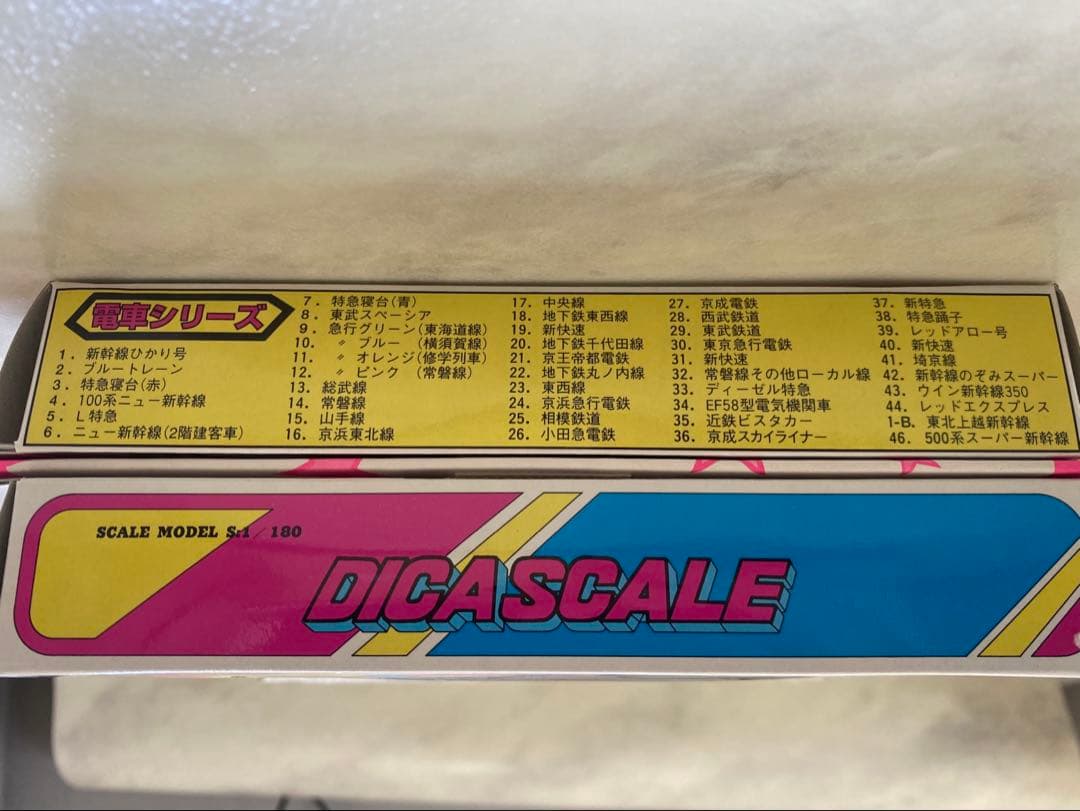 電車シリーズ
1. 新幹線ひかり号
2. ブルートレーン
3. 特急寝台(赤)
4. 100系ニュー新幹線
5. L特急
6. ニュー新幹線(2階建客車)
7. 特急寝台(青)
8. 東武スペーシア
9. 急行グリーン(東海道線)
10. 〃 ブルー (横須賀線)
11. 〃 オレンジ(修学列車)
12. 〃 ピンク (常磐線)
13. 総武線
14. 常磐線
15. 山手線
16. 京浜東北線
17. 中央線
18. 地下鉄東西線
19. 新快速
20. 地下鉄千代田線
21. 京王帝都電鉄
22. 地下鉄丸ノ内線
23. 東西線
24. 京浜急行電鉄
25. 相模鉄道
26. 小田急電鉄
27. 京成電鉄
28. 西武鉄道
29. 東武鉄道
30. 東京急行電鉄
31. 新快速
32. 常磐線その他ローカル線
33. ディーゼル特急
34. EF58型電気機関車
35. 近鉄ビスタカー
36. 京成スカイライナー
37. 新特急
38. 特急踊子
39. レッドアロー号
40. 新快速
41. 埼京線
42. 新幹線のぞみスーパー
43. ウイン新幹線350
44. レッドエクスプレス
1-B. 東北上越新幹線
46. 500系スーパー新幹線
SCALE MODEL S:1/180
DICASCALE